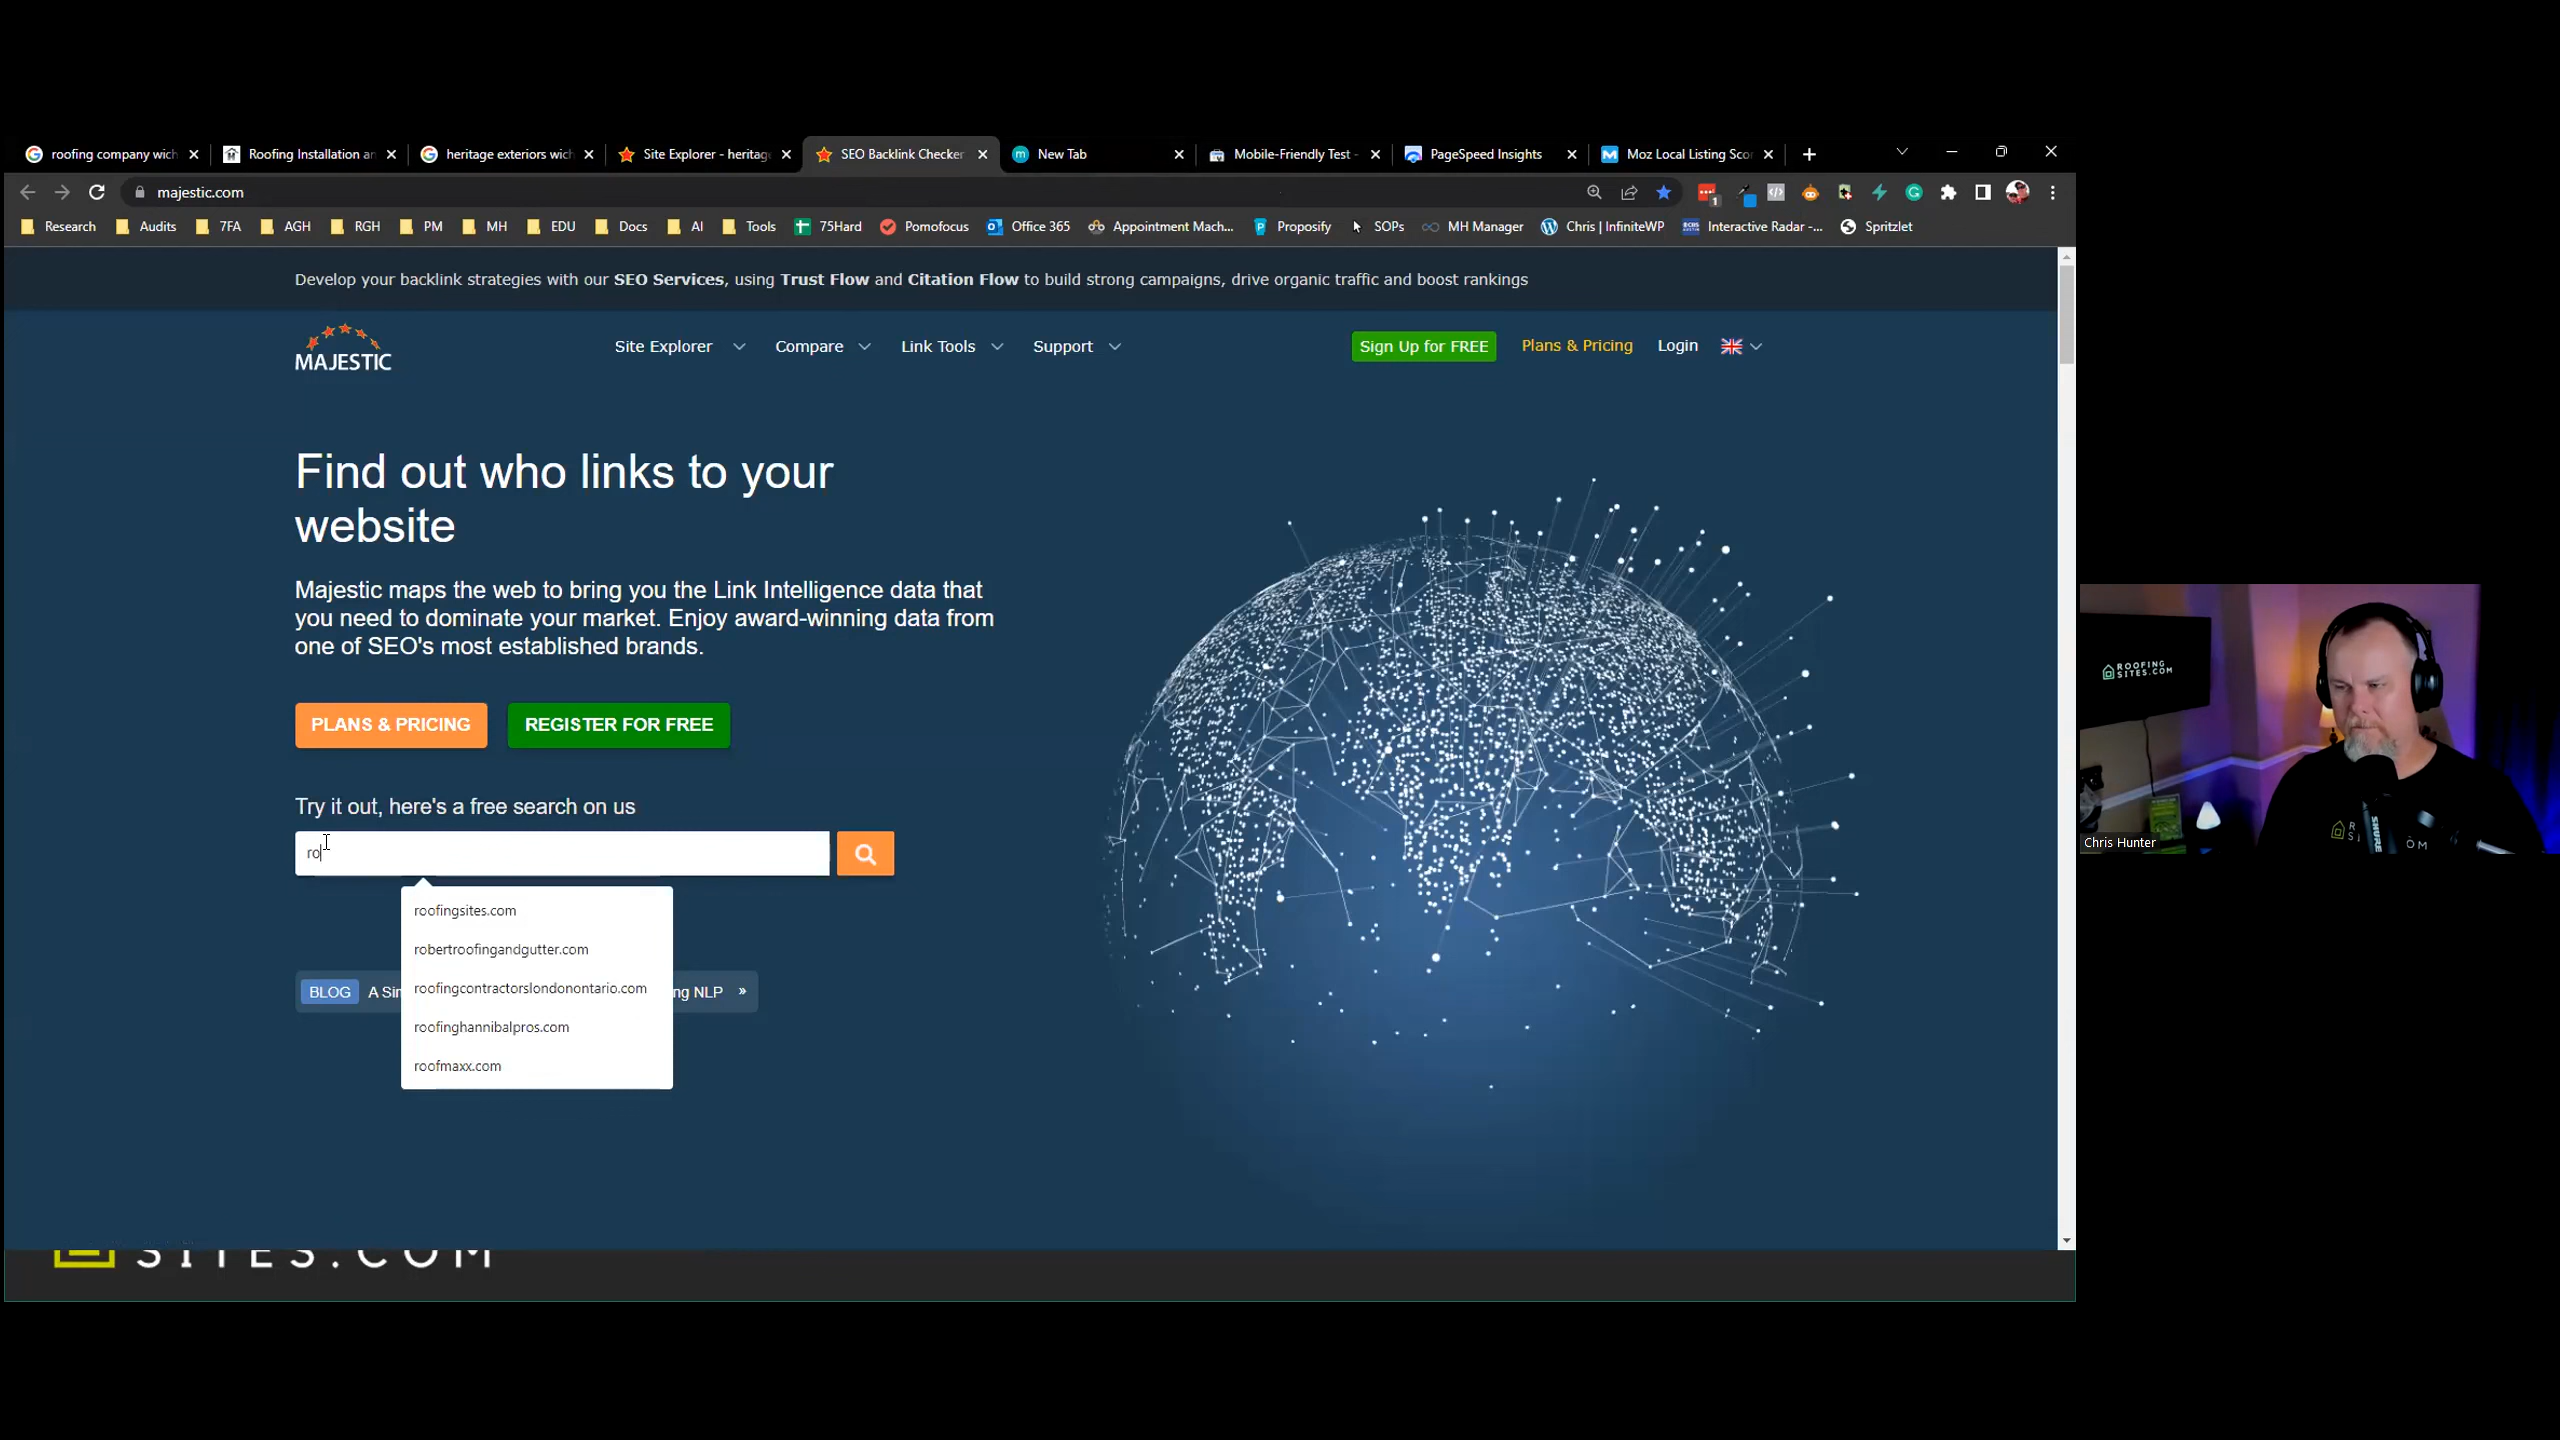 roofing company wich
Roofing Installation an
heritage exteriors wich
Site Explorer - heritage
SEO Backlink Checker
New Tab
Mobile-Friendly Test -
PageSpeed Insights
Moz Local Listing Sco
majestic.com
Research
Audits
7FA
AGH
RGH
PM
MH
EDU
Docs
AI
Tools
75Hard
Pomofocus
Office 365
Appointment Mach...
Proposify
SOPs
MH Manager
Chris | InfiniteWP
Interactive Radar -...
Spritzlet
Develop your backlink strategies with our SEO Services, using Trust Flow and Citation Flow to build strong campaigns, drive organic traffic and boost rankings
MAJESTIC
Site Explorer
Compare
Link Tools
Support
Sign Up for FREE
Plans & Pricing
Login
Find out who links to your
website
Majestic maps the web to bring you the Link Intelligence data that
you need to dominate your market. Enjoy award-winning data from
one of SEO's most established brands.
PLANS & PRICING
REGISTER FOR FREE
Try it out, here's a free search on us
ro
roofingsites.com
robertroofingandgutter.com
roofingcontractorslondonontario.com
roofinghannibalpros.com
roofmaxx.com
BLOG
A Sin
ng NLP »
SITES.COM
ROOFING
SITES.COM
SHURE
Chris Hunter